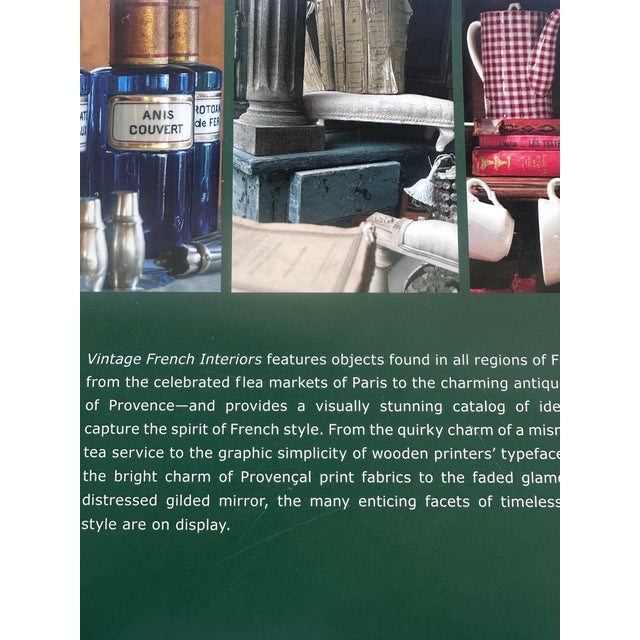 ANIS
COUVERT
ROTOX
de FER
LES TEXTE
Vintage French Interiors features objects found in all regions of F
from the celebrated flea markets of Paris to the charming antiqu
of Provence—and provides a visually stunning catalog of ide
capture the spirit of French style. From the quirky charm of a mism
tea service to the graphic simplicity of wooden printers' typeface
the bright charm of Provençal print fabrics to the faded glamo
distressed gilded mirror, the many enticing facets of timeless
style are on display.